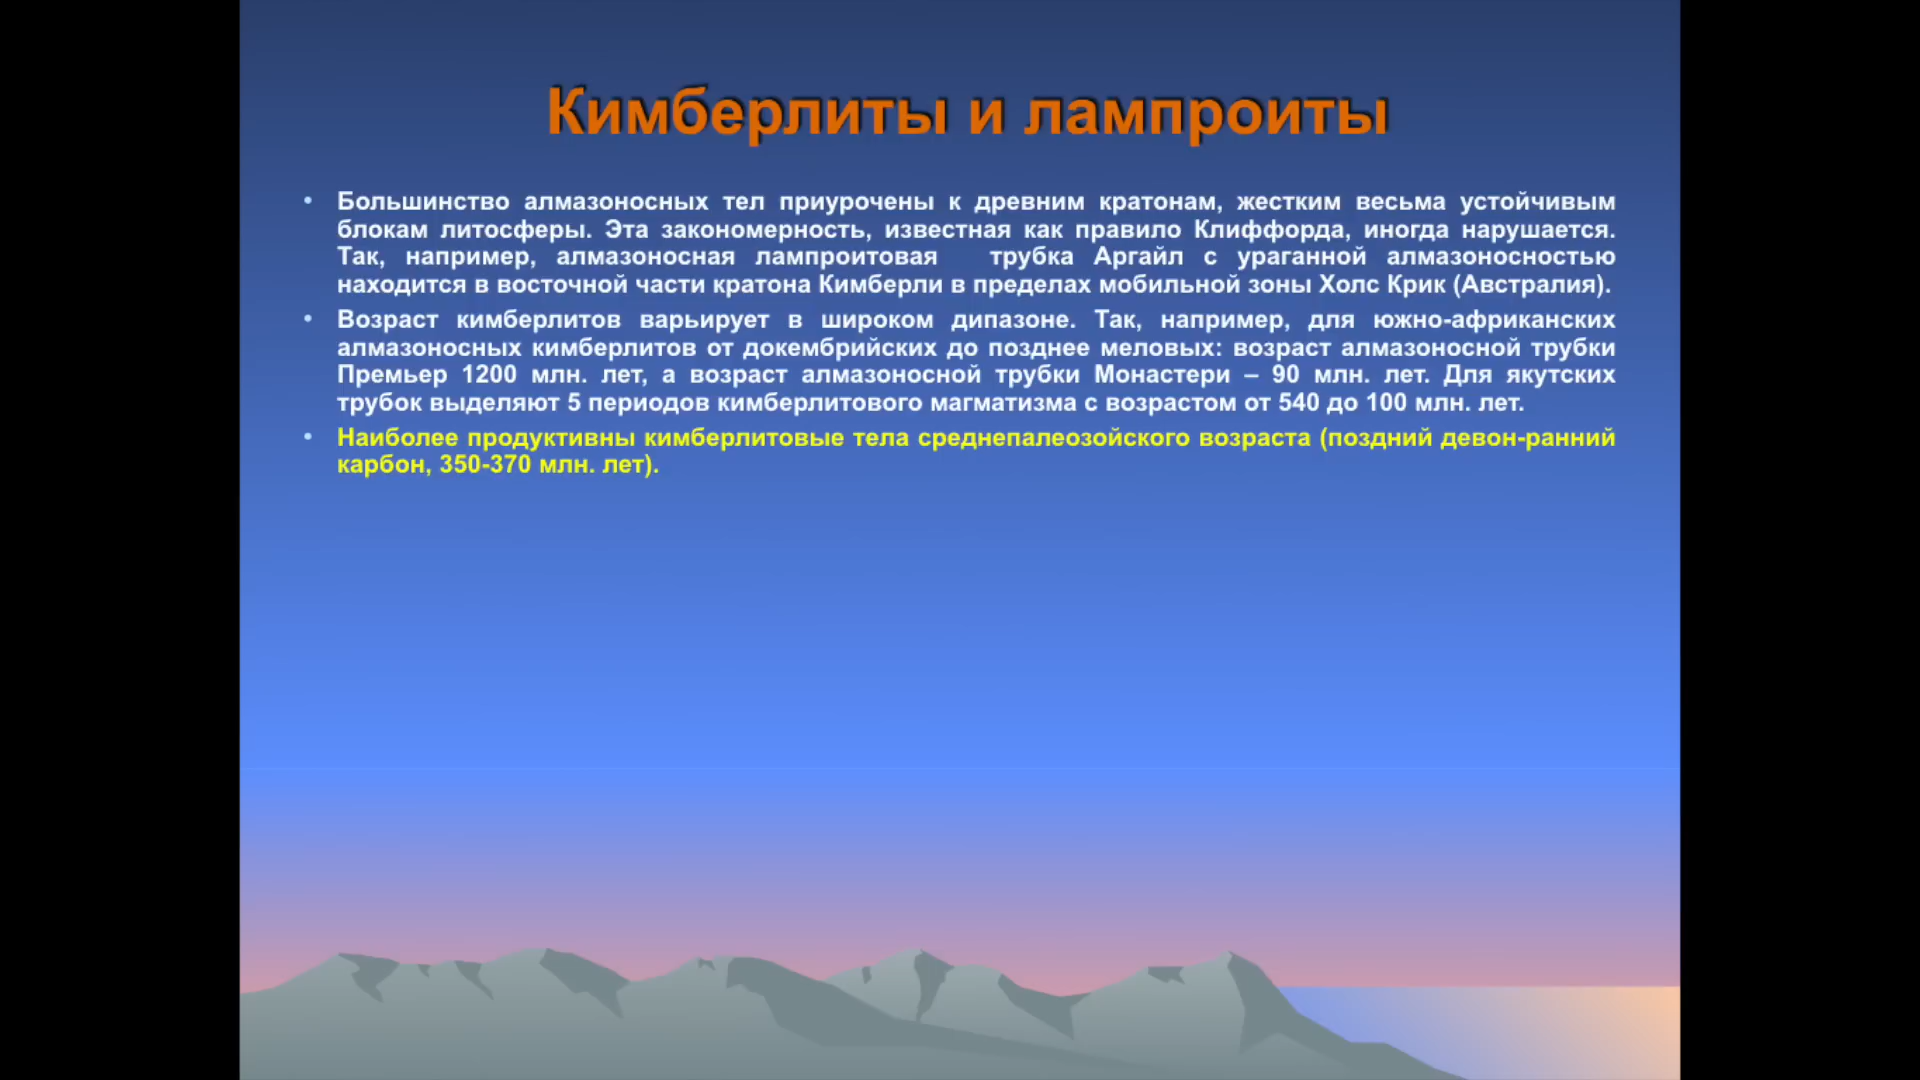 Кимберлиты и лампроиты
• Большинство алмазоносных тел приурочены к древним кратонам, жестким весьма устойчивым
блокам литосферы. Эта закономерность, известная как правило Клиффорда, иногда нарушается.
Так, например, алмазоносная лампроитовая трубка Аргайл с ураганной алмазоносностью
находится в восточной части кратона Кимберли в пределах мобильной зоны Холс Крик (Австралия).
• Возраст кимберлитов варьирует в широком дипазоне. Так, например, для южно-африканских
алмазоносных кимберлитов от докембрийских до позднее меловых: возраст алмазоносной трубки
Премьер 1200 млн. лет, а возраст алмазоносной трубки Монастери – 90 млн. лет. Для якутских
трубок выделяют 5 периодов кимберлитового магматизма с возрастом от 540 до 100 млн. лет.
• Наиболее продуктивны кимберлитовые тела среднепалеозойского возраста (поздний девон-ранний
карбон, 350-370 млн. лет).